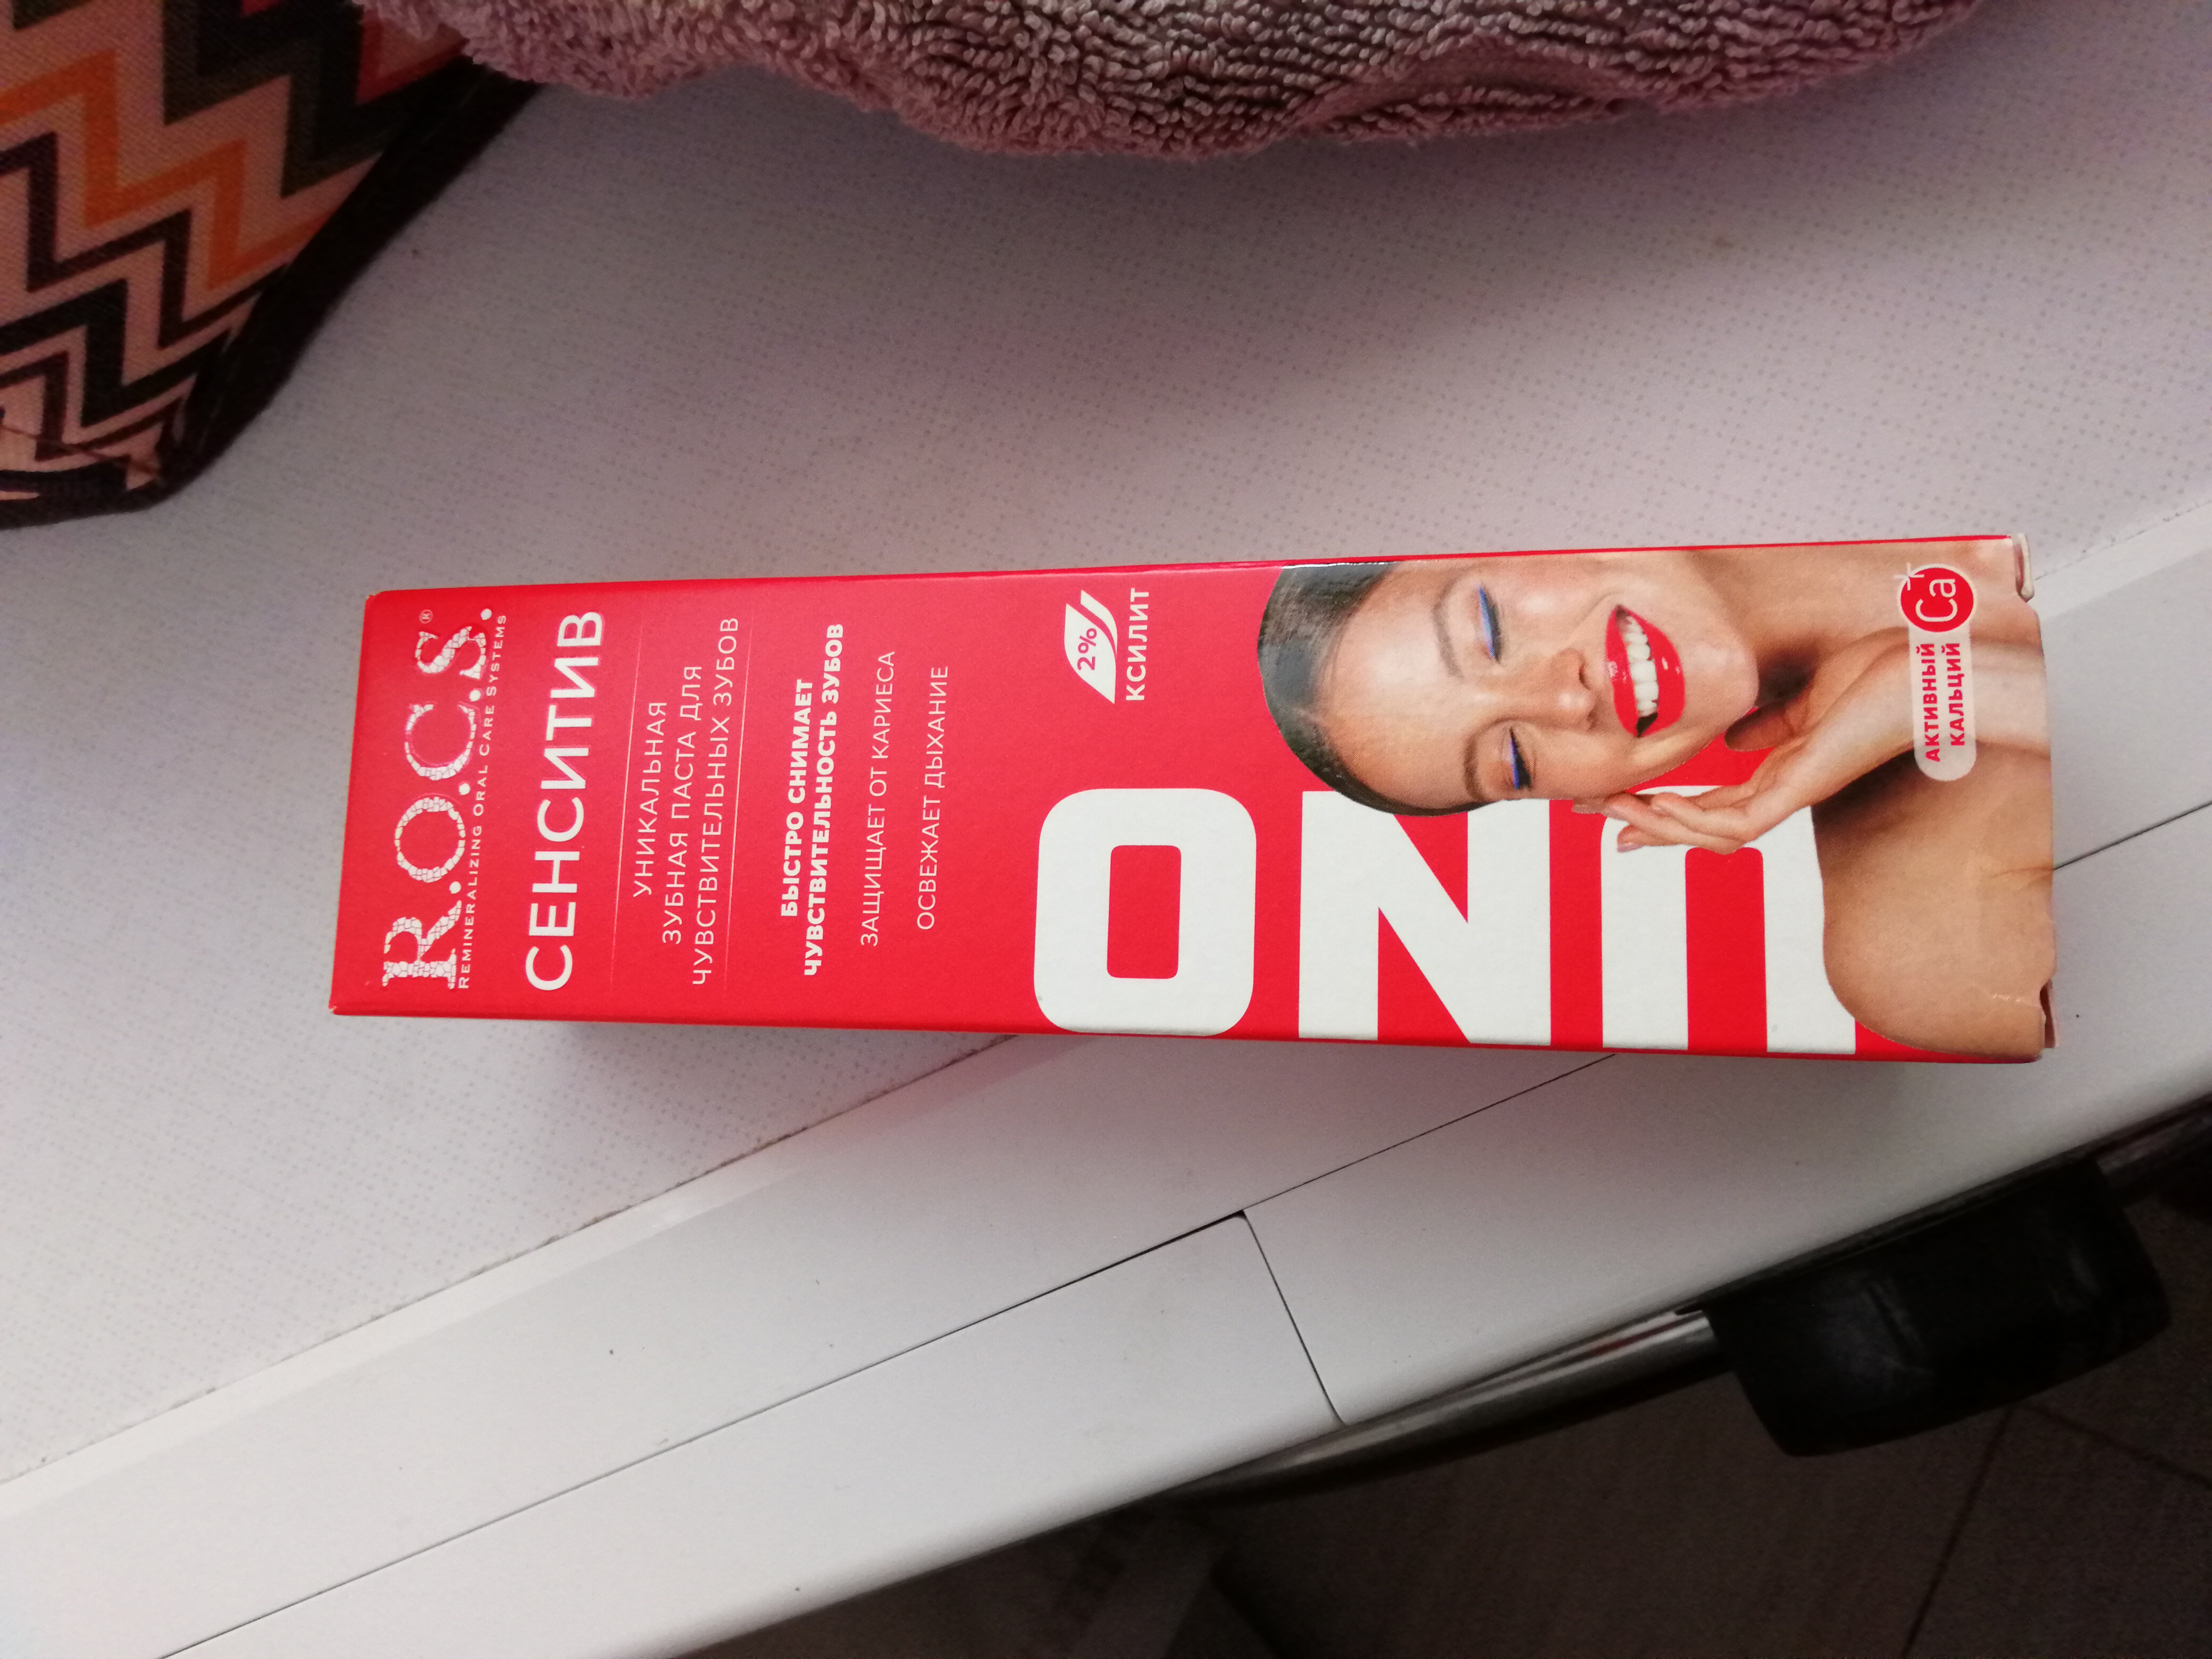 R.O.C.S.®
REMINERALIZING ORAL CARE SYSTEMS
СЕНСИТИВ
УНИКАЛЬНАЯ
ЗУБНАЯ ПАСТА ДЛЯ
ЧУВСТВИТЕЛЬНЫХ ЗУБОВ
БЫСТРО СНИМАЕТ
ЧУВСТВИТЕЛЬНОСТЬ ЗУБОВ
ЗАЩИЩАЕТ ОТ КАРИЕСА
ОСВЕЖАЕТ ДЫХАНИЕ
2%
КСИЛИТ
UNO
АКТИВНЫЙ
КАЛЬЦИЙ
Ca+